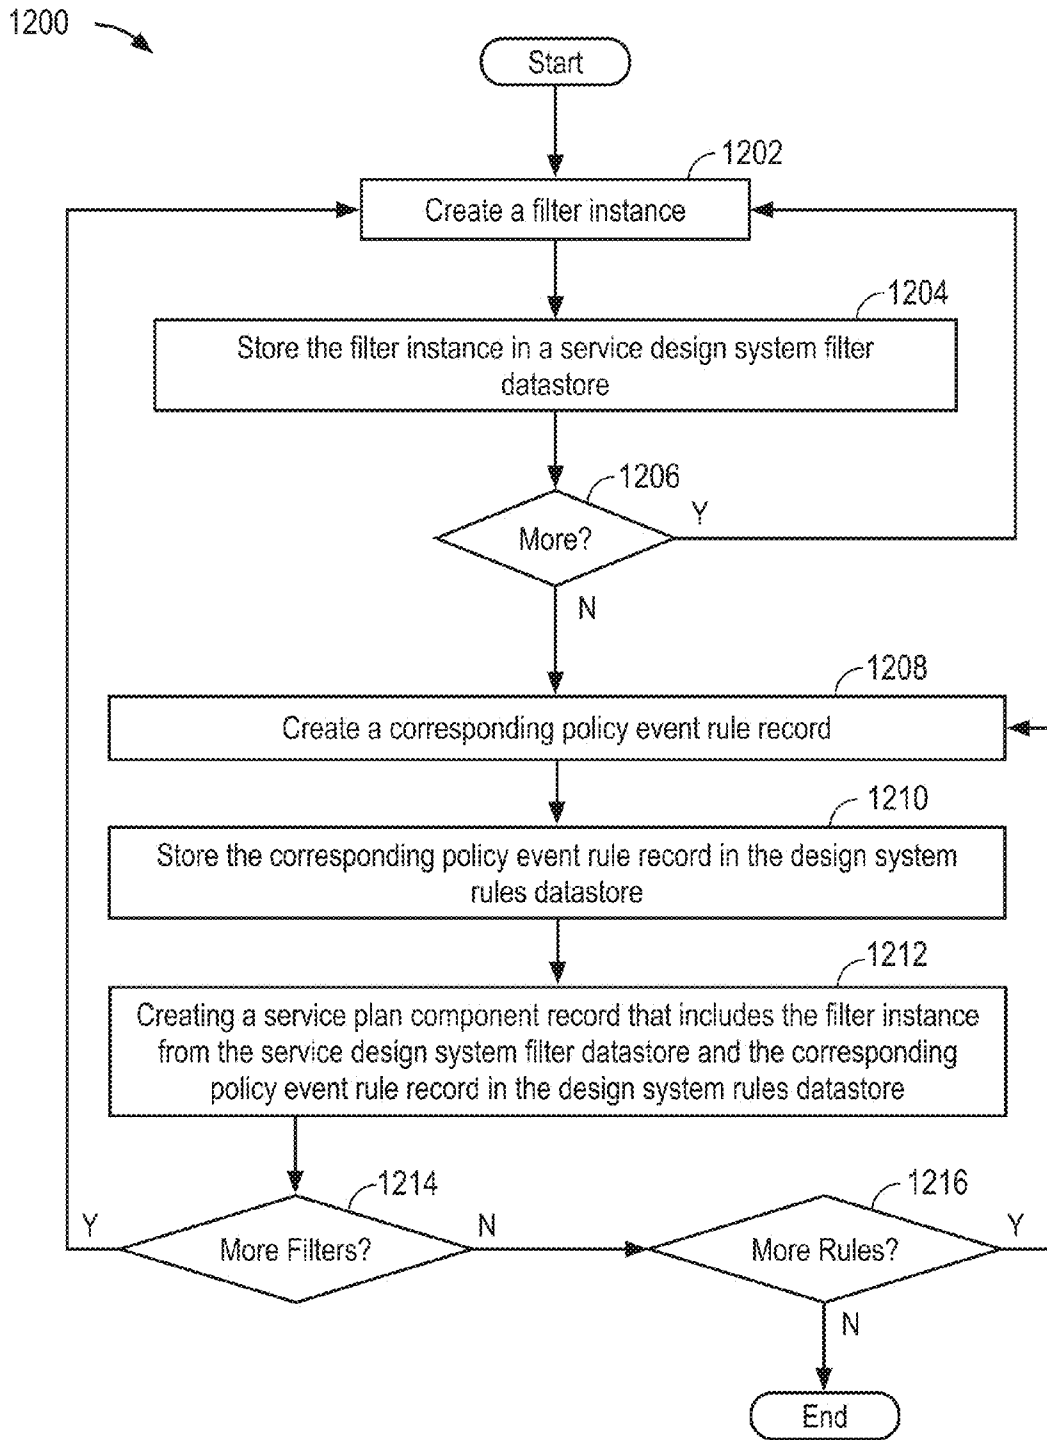 1200
Start
1202
Create a filter instance
1204
Store the filter instance in a service design system filter
datastore
1206
More?
Y
N
1208
Create a corresponding policy event rule record
1210
Store the corresponding policy event rule record in the design system
rules datastore
1212
Creating a service plan component record that includes the filter instance
from the service design system filter datastore and the corresponding
policy event rule record in the design system rules datastore
1214
1216
Y
More Filters?
N
More Rules?
Y
N
End